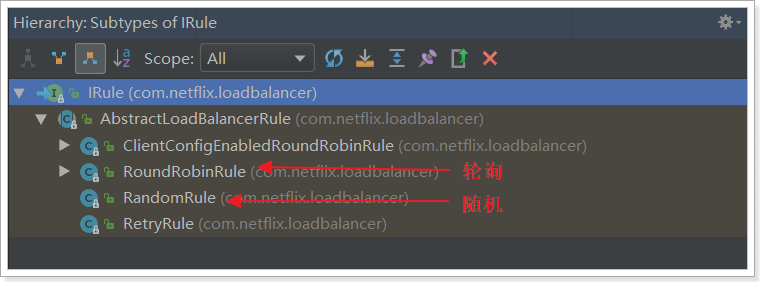 Hierarchy: Subtypes of IRule
Scope: All
IRule (com.netflix.loadbalancer)
AbstractLoadBalancerRule (com.netflix.loadbalancer)
ClientConfigEnabledRoundRobinRule (com.netflix.loadbalancer)
RoundRobinRule (com.netflix.loadbalancer) 轮询
RandomRule (com.netflix.loadbalancer) 随机
RetryRule (com.netflix.loadbalancer)